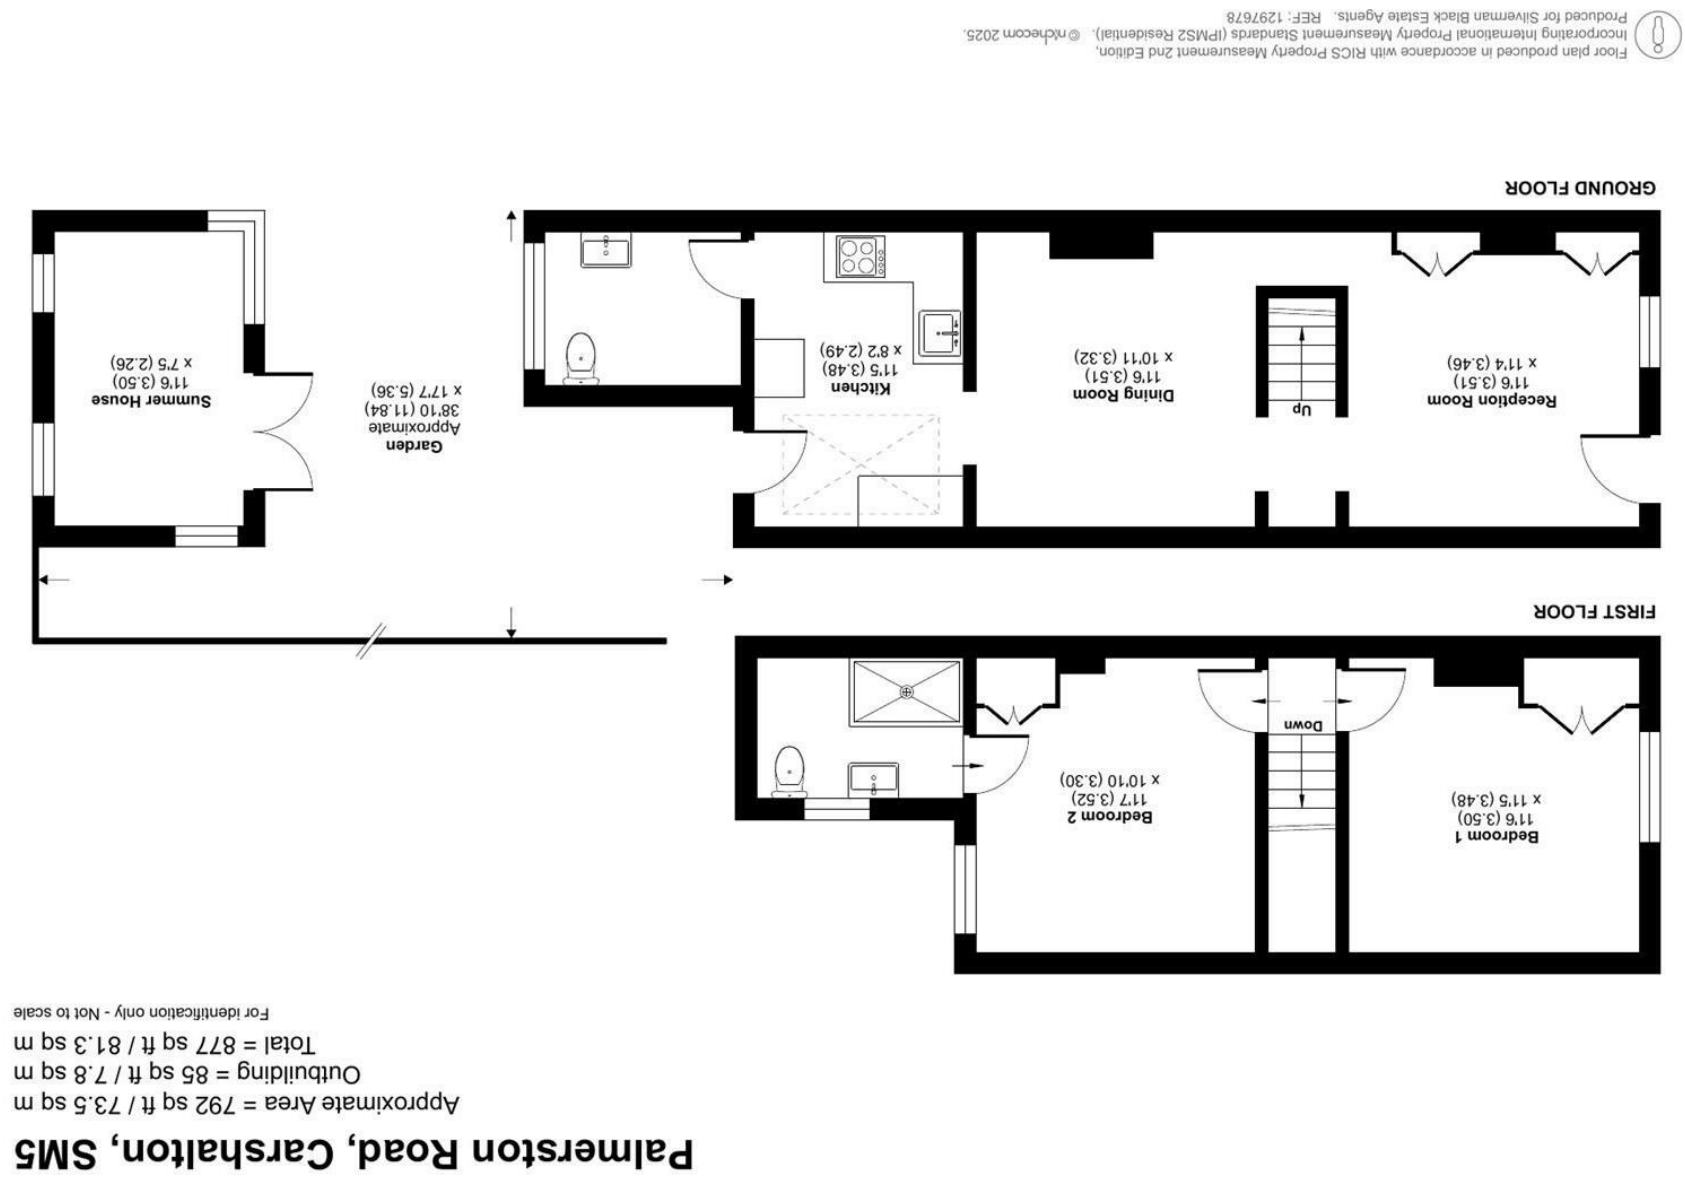 Palmerston Road, Carshalton, SM5
Approximate Area = 792 sq ft / 73.5 sq m
Outbuilding = 85 sq ft / 7.8 sq m
Total = 877 sq ft / 81.3 sq m
For identification only - Not to scale
Bedroom 1
11'6 (3.50)
x 11'5 (3.48)
Down
Bedroom 2
11'7 (3.52)
x 10'10 (3.30)
FIRST FLOOR
Reception Room
11'6 (3.51)
x 11'4 (3.46)
Up
Dining Room
11'6 (3.51)
x 10'11 (3.32)
Kitchen
11'5 (3.48)
x 8'2 (2.49)
Garden
Approximate
38'10 (11.84)
x 17'7 (5.36)
Summer House
11'6 (3.50)
x 7'5 (2.26)
GROUND FLOOR
Floor plan produced in accordance with RICS Property Measurement 2nd Edition,
Incorporating International Property Measurement Standards (IPMS2 Residential). © nichecom 2025.
Produced for Silverman Black Estate Agents. REF: 1297678